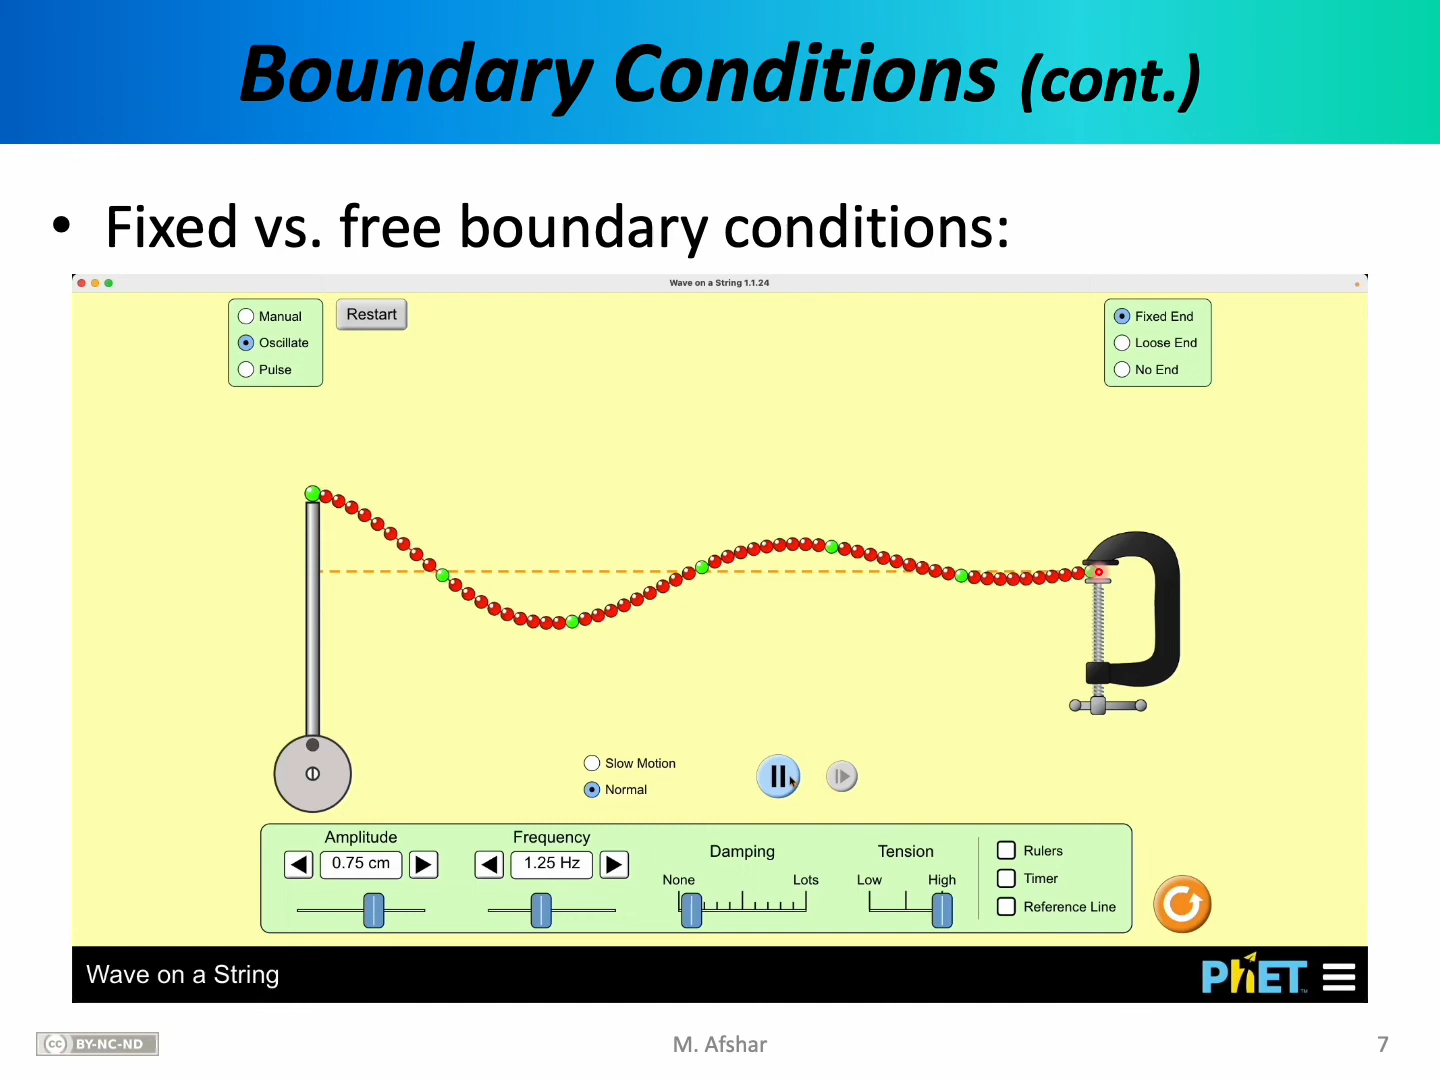 Boundary Conditions (cont.)
• Fixed vs. free boundary conditions:
Wave on a String 1.1.24
Manual
Oscillate
Pulse
Restart
Fixed End
Loose End
No End
Slow Motion
Normal
Amplitude
0.75 cm
Frequency
1.25 Hz
Damping
None
Lots
Tension
Low
High
Rulers
Timer
Reference Line
Wave on a String
PhET
cc BY-NC-ND
M. Afshar
7